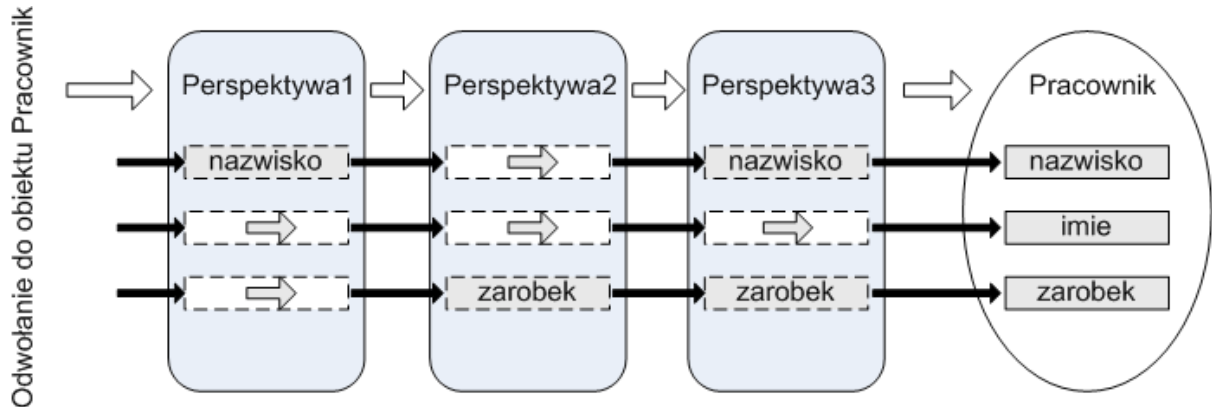 Odwołanie do obiektu Pracownik
Perspektywa1 Perspektywa2 Perspektywa3 Pracownik
nazwisko nazwisko nazwisko
imie
zarobek zarobek zarobek